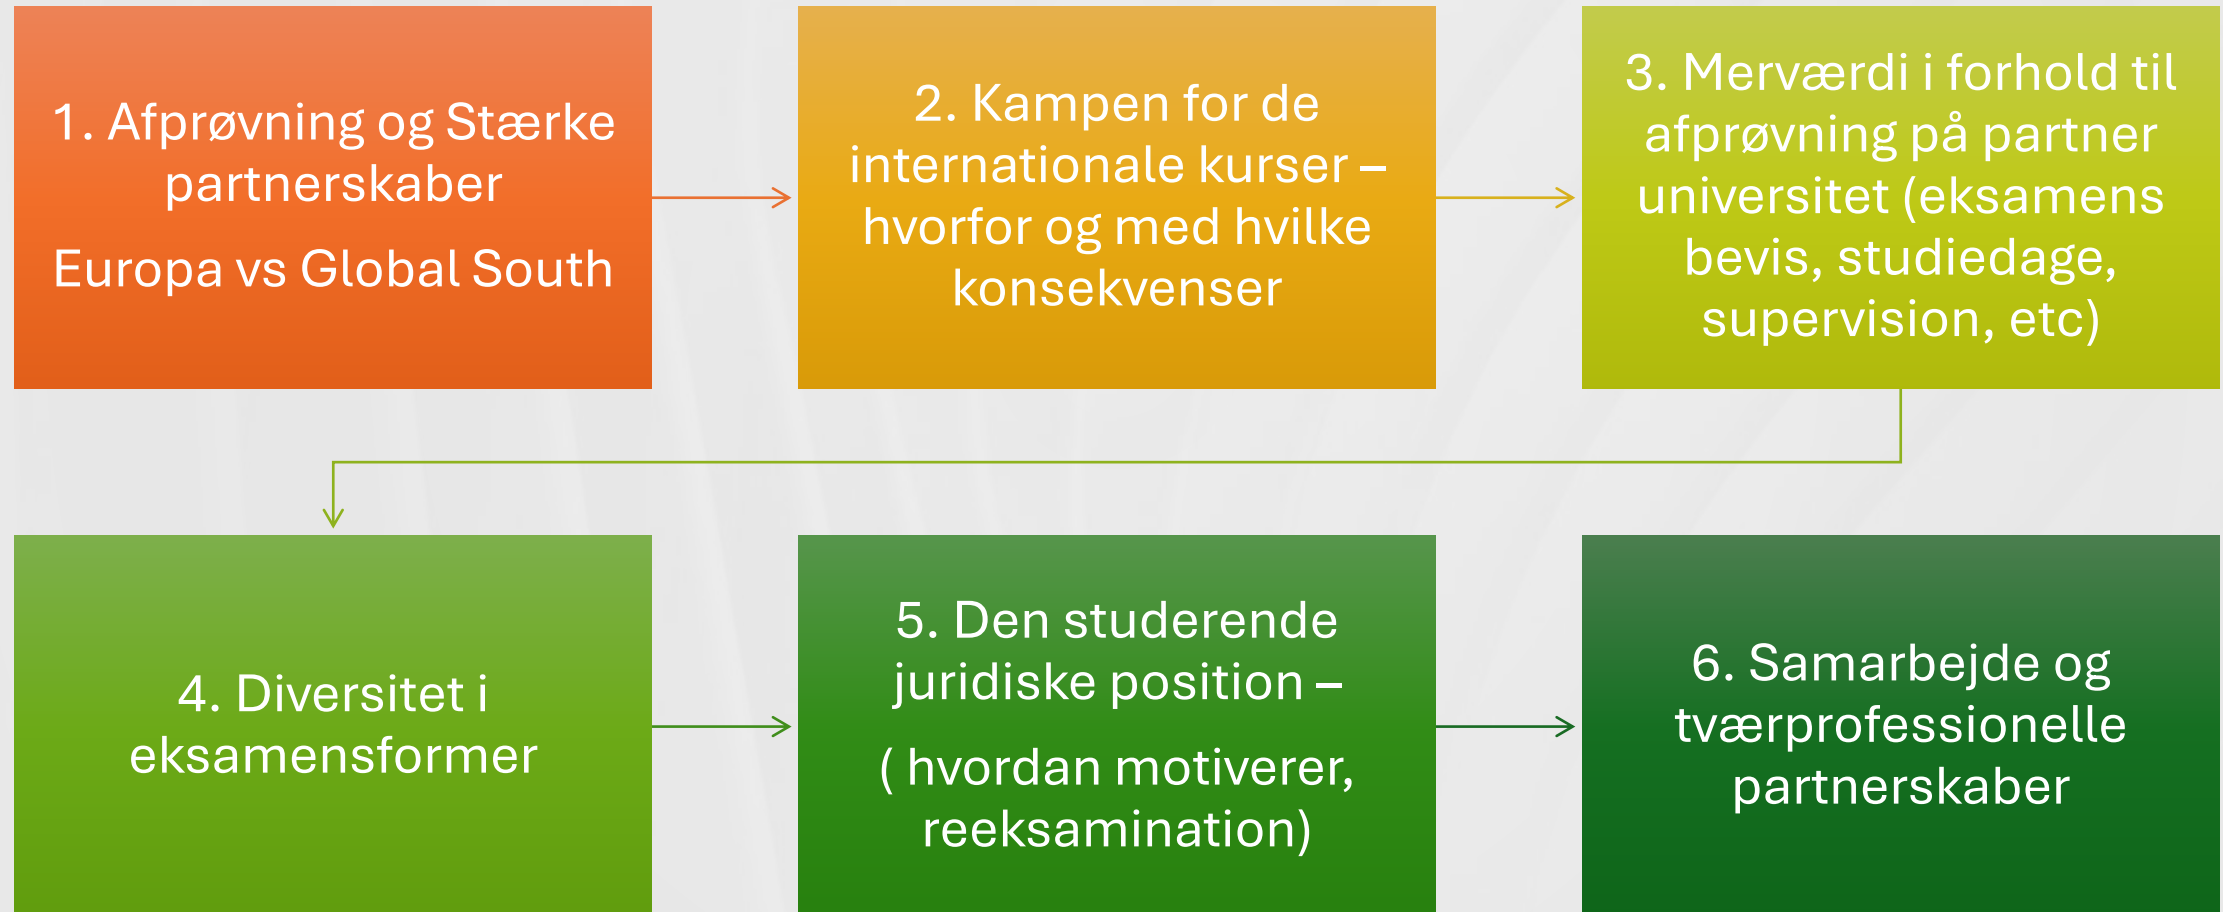 1. Afprøvning og Stærke
partnerskaber
Europa vs Global South
2. Kampen for de
internationale kurser –
hvorfor og med hvilke
konsekvenser
3. Merværdi i forhold til
afprøvning på partner
universitet (eksamens
bevis, studiedage,
supervision, etc)
4. Diversitet i
eksamensformer
5. Den studerende
juridiske position –
( hvordan motiverer,
reeksamination)
6. Samarbejde og
tværprofessionelle
partnerskaber